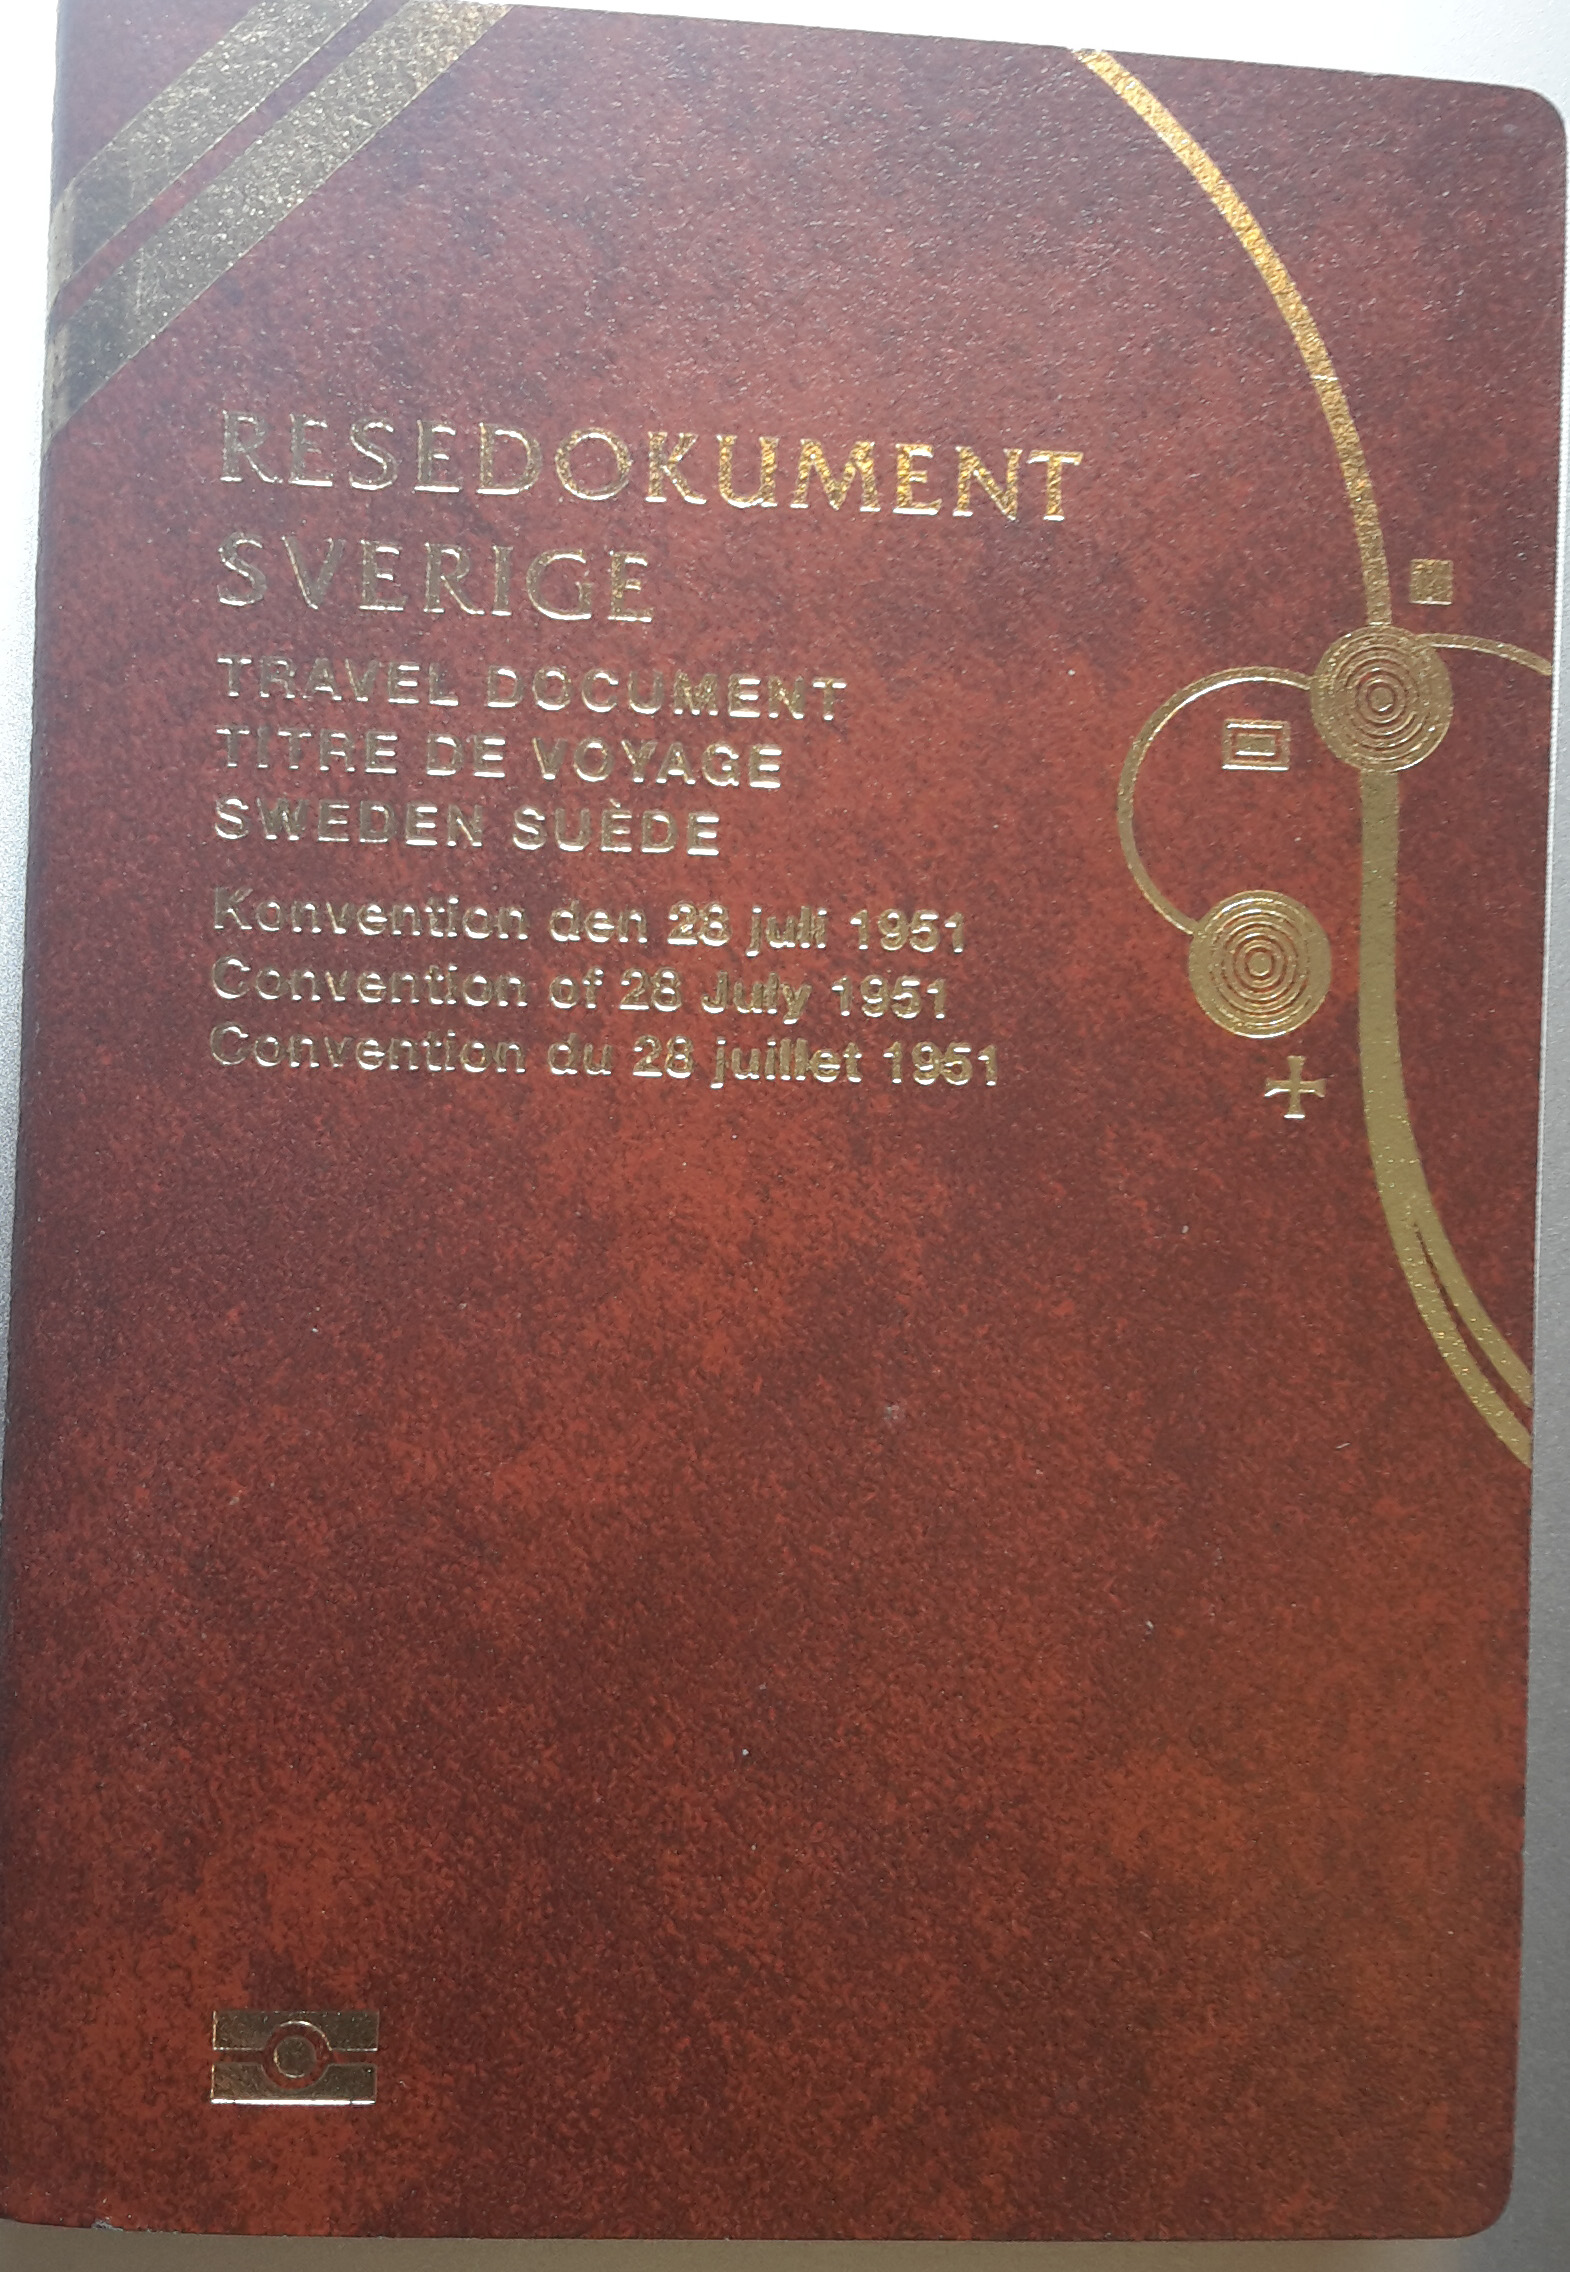 RESEDOKUMENT
SVERIGE
TRAVEL DOCUMENT
TITRE DE VOYAGE
SWEDEN SUÈDE
Konvention den 28 juli 1951
Convention of 28 July 1951
Convention du 28 juillet 1951